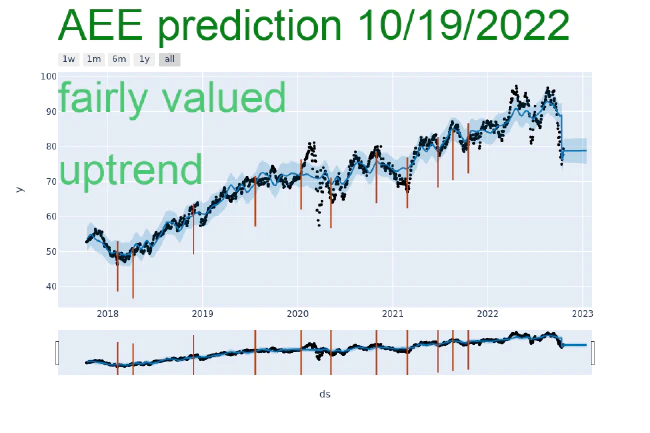 AEE prediction 10/19/2022
1w 1m 6m 1y all
100
fairly valued
90
80
uptrend
70
60
50
40
y
2018 2019 2020 2021 2022 2023
ds